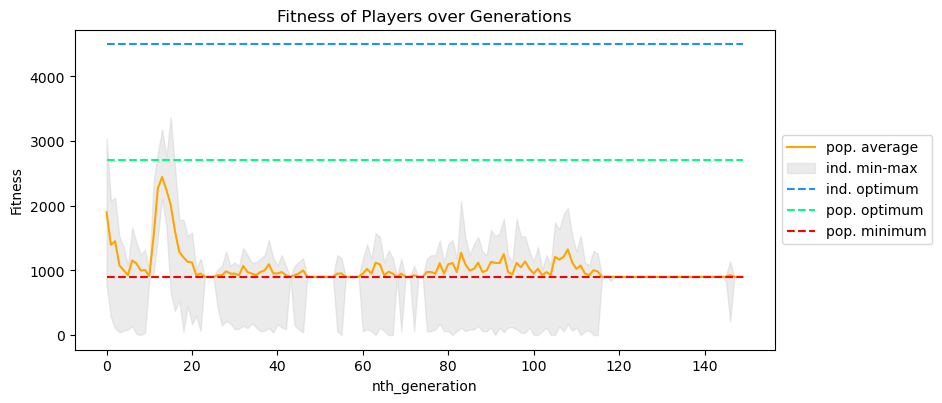 Fitness of Players over Generations
Fitness
4000
3000
2000
1000
0
0 20 40 60 80 100 120 140
nth_generation
pop. average
ind. min-max
ind. optimum
pop. optimum
pop. minimum